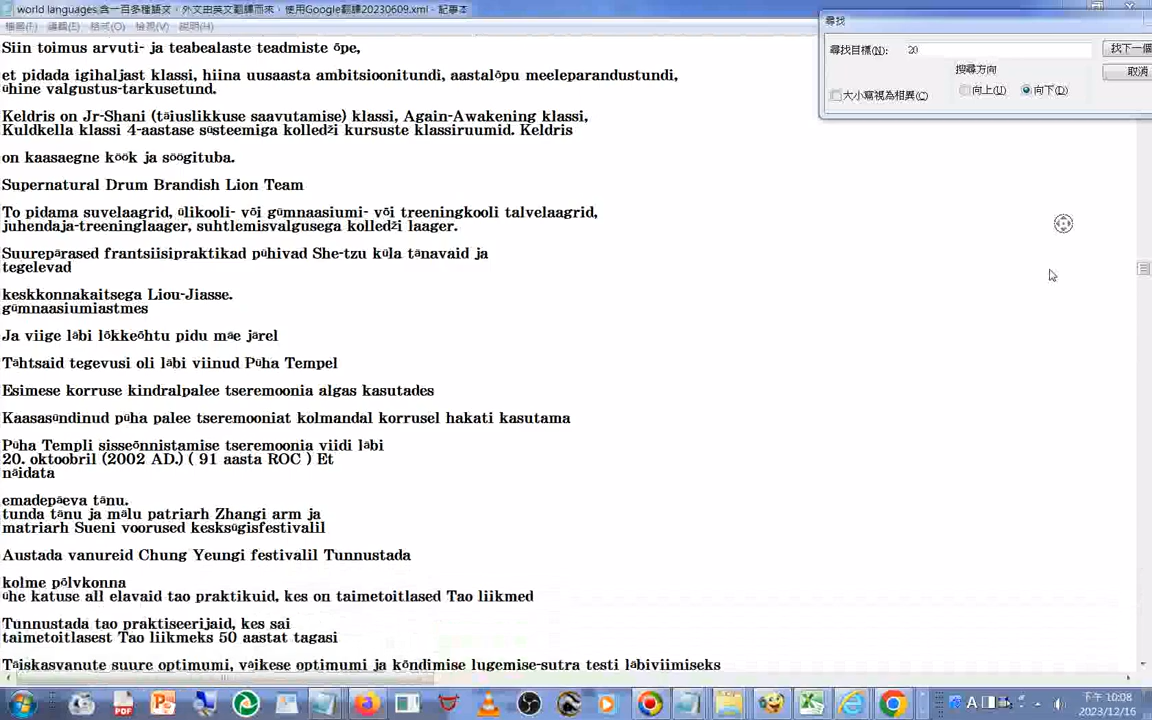 world languages 含一百多種語文，外文由英文翻譯而來，使用Google翻譯20230609.xml - 記事本
檔案(F) 編輯(E) 格式(O) 檢視(V) 說明(H)
尋找
尋找目標(N): 20
找下一個
搜尋方向
取消
大小寫視為相異(C)
向上(U) 向下(D)
Siin toimus arvuti- ja teabealaste teadmiste õpe,
et pidada igihaljast klassi, hiina uusaasta ambitsioonitundi, aastalõpu meeleparandustundi,
ühine valgustus-tarkusetund.
Keldris on Jr-Shani (täiuslikkuse saavutamise) klassi, Again-Awakening klassi,
Kuldkella klassi 4-aastase süsteemiga kolledži kursuste klassiruumid. Keldris
on kaasaegne köök ja söögituba.
Supernatural Drum Brandish Lion Team
To pidama suvelaagrid, ülikooli- või gümnaasiumi- või treeningkooli talvelaagrid,
juhendaja-treeninglaager, suhtlemisvalgusega kolledži laager.
Suurepärased frantsiisipraktikad pühivad She-tzu küla tänavaid ja
tegelevad
keskkonnakaitsega Liou-Jiasse.
gümnaasiumiastmes
Ja viige läbi lõkkeõhtu pidu mäe järel
Tähtsaid tegevusi oli läbi viinud Püha Tempel
Esimese korruse kindralpalee tseremoonia algas kasutades
Kaasasündinud püha palee tseremooniat kolmandal korrusel hakati kasutama
Püha Templi sisseõnnistamise tseremoonia viidi läbi
20. oktoobril (2002 AD.) ( 91 aasta ROC ) Et
näidata
emadepäeva tänu.
tunda tänu ja mälu patriarh Zhangi arm ja
matriarh Sueni voorused kesksügisfestivalil
Austada vanureid Chung Yeungi festivalil Tunnustada
kolme põlvkonna
ühe katuse all elavaid tao praktikuid, kes on taimetoitlased Tao liikmed
Tunnustada tao praktiseerijaid, kes sai
taimetoitlasest Tao liikmeks 50 aastat tagasi
Täiskasvanute suure optimumi, väikese optimumi ja kõndimise lugemise-sutra testi läbiviimiseks
下午 10:08
2023/12/16